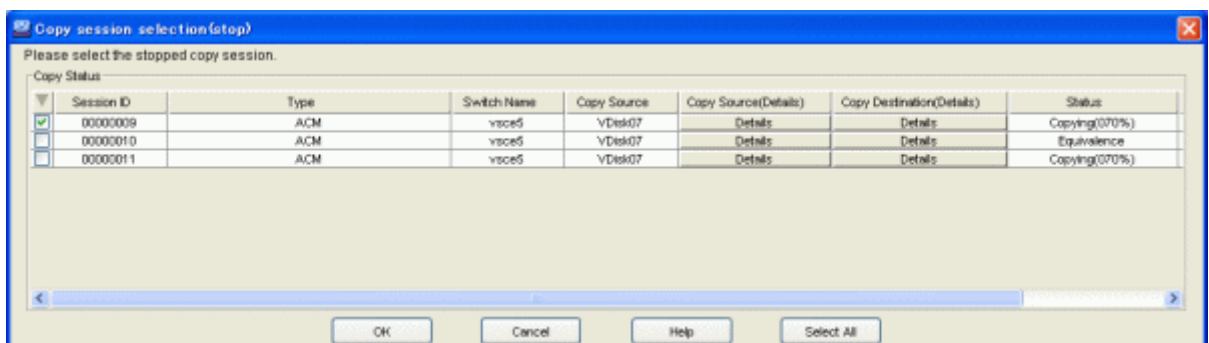 Copy session selection(stop)
Please select the stopped copy session.
Copy Status
Session ID Type Switch Name Copy Source Copy Source(Details) Copy Destination(Details) Status
00000009 ACM vsce5 VDisk07 Details Details Copying(070%)
00000010 ACM vsce5 VDisk07 Details Details Equivalence
00000011 ACM vsce5 VDisk07 Details Details Copying(070%)
OK Cancel Help Select All